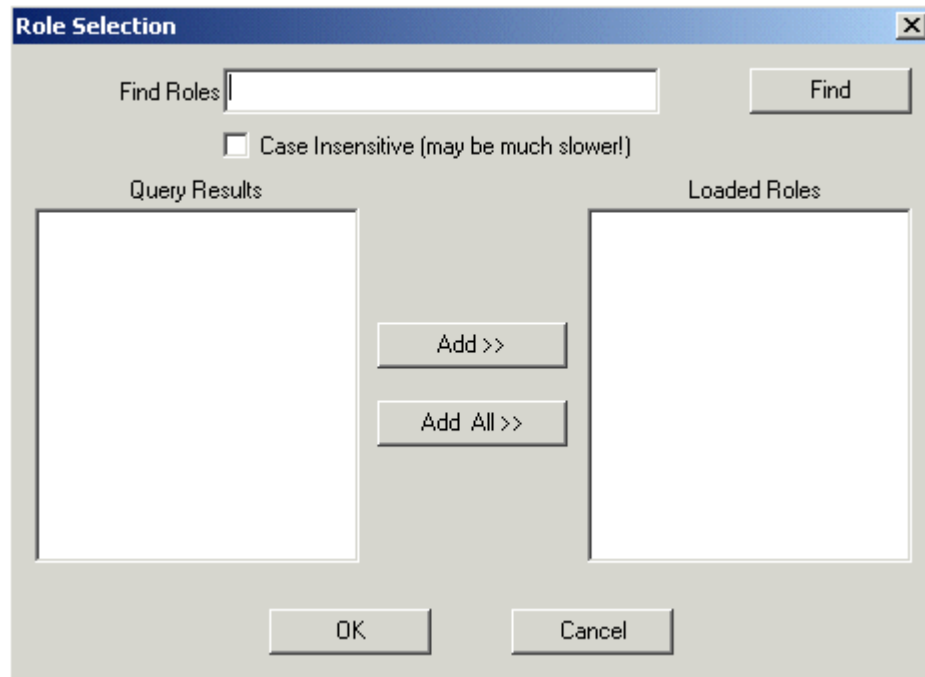 Role Selection
Find Roles
Find
Case Insensitive (may be much slower!)
Query Results
Loaded Roles
Add >>
Add All >>
OK
Cancel